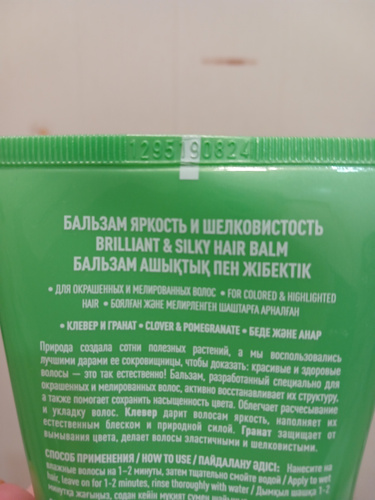 1295190824
БАЛЬЗАМ ЯРКОСТЬ И ШЕЛКОВИСТОСТЬ
BRILLIANT & SILKY HAIR BALM
БАЛЬЗАМ АШЫҚТЫҚ ПЕН ЖІБЕКТІК
• ДЛЯ ОКРАШЕННЫХ И МЕЛИРОВАННЫХ ВОЛОС • FOR COLORED & HIGHLIGHTED
HAIR • БОЯЛҒАН ЖӘНЕ МЕЛИРЛЕНГЕН ШАШТАРҒА АРНАЛҒАН
• КЛЕВЕР И ГРАНАТ • CLOVER & POMEGRANATE • БЕДЕ ЖӘНЕ АНАР
Природа создала сотни полезных растений, а мы воспользовались
лучшими дарами ее сокровищницы, чтобы доказать: красивые и здоровые
волосы — это так естественно! Бальзам, разработанный специально для
окрашенных и мелированных волос, активно восстанавливает их структуру,
а также помогает сохранить насыщенность цвета. Облегчает расчесывание
и укладку волос. Клевер дарит волосам яркость, наполняет их
естественным блеском и природной силой. Гранат защищает от
вымывания цвета, делает волосы эластичными и шелковистыми.
СПОСОБ ПРИМЕНЕНИЯ / HOW TO USE / ПАЙДАЛАНУ ӘДІСІ: Нанесите на
влажные волосы на 1–2 минуты, затем тщательно смойте водой / Apply to wet
hair, leave on for 1-2 minutes, rinse thoroughly with water / Дымқыл шашқа 1–2
минутқа жағыңыз, содан кейін мұқият сумен